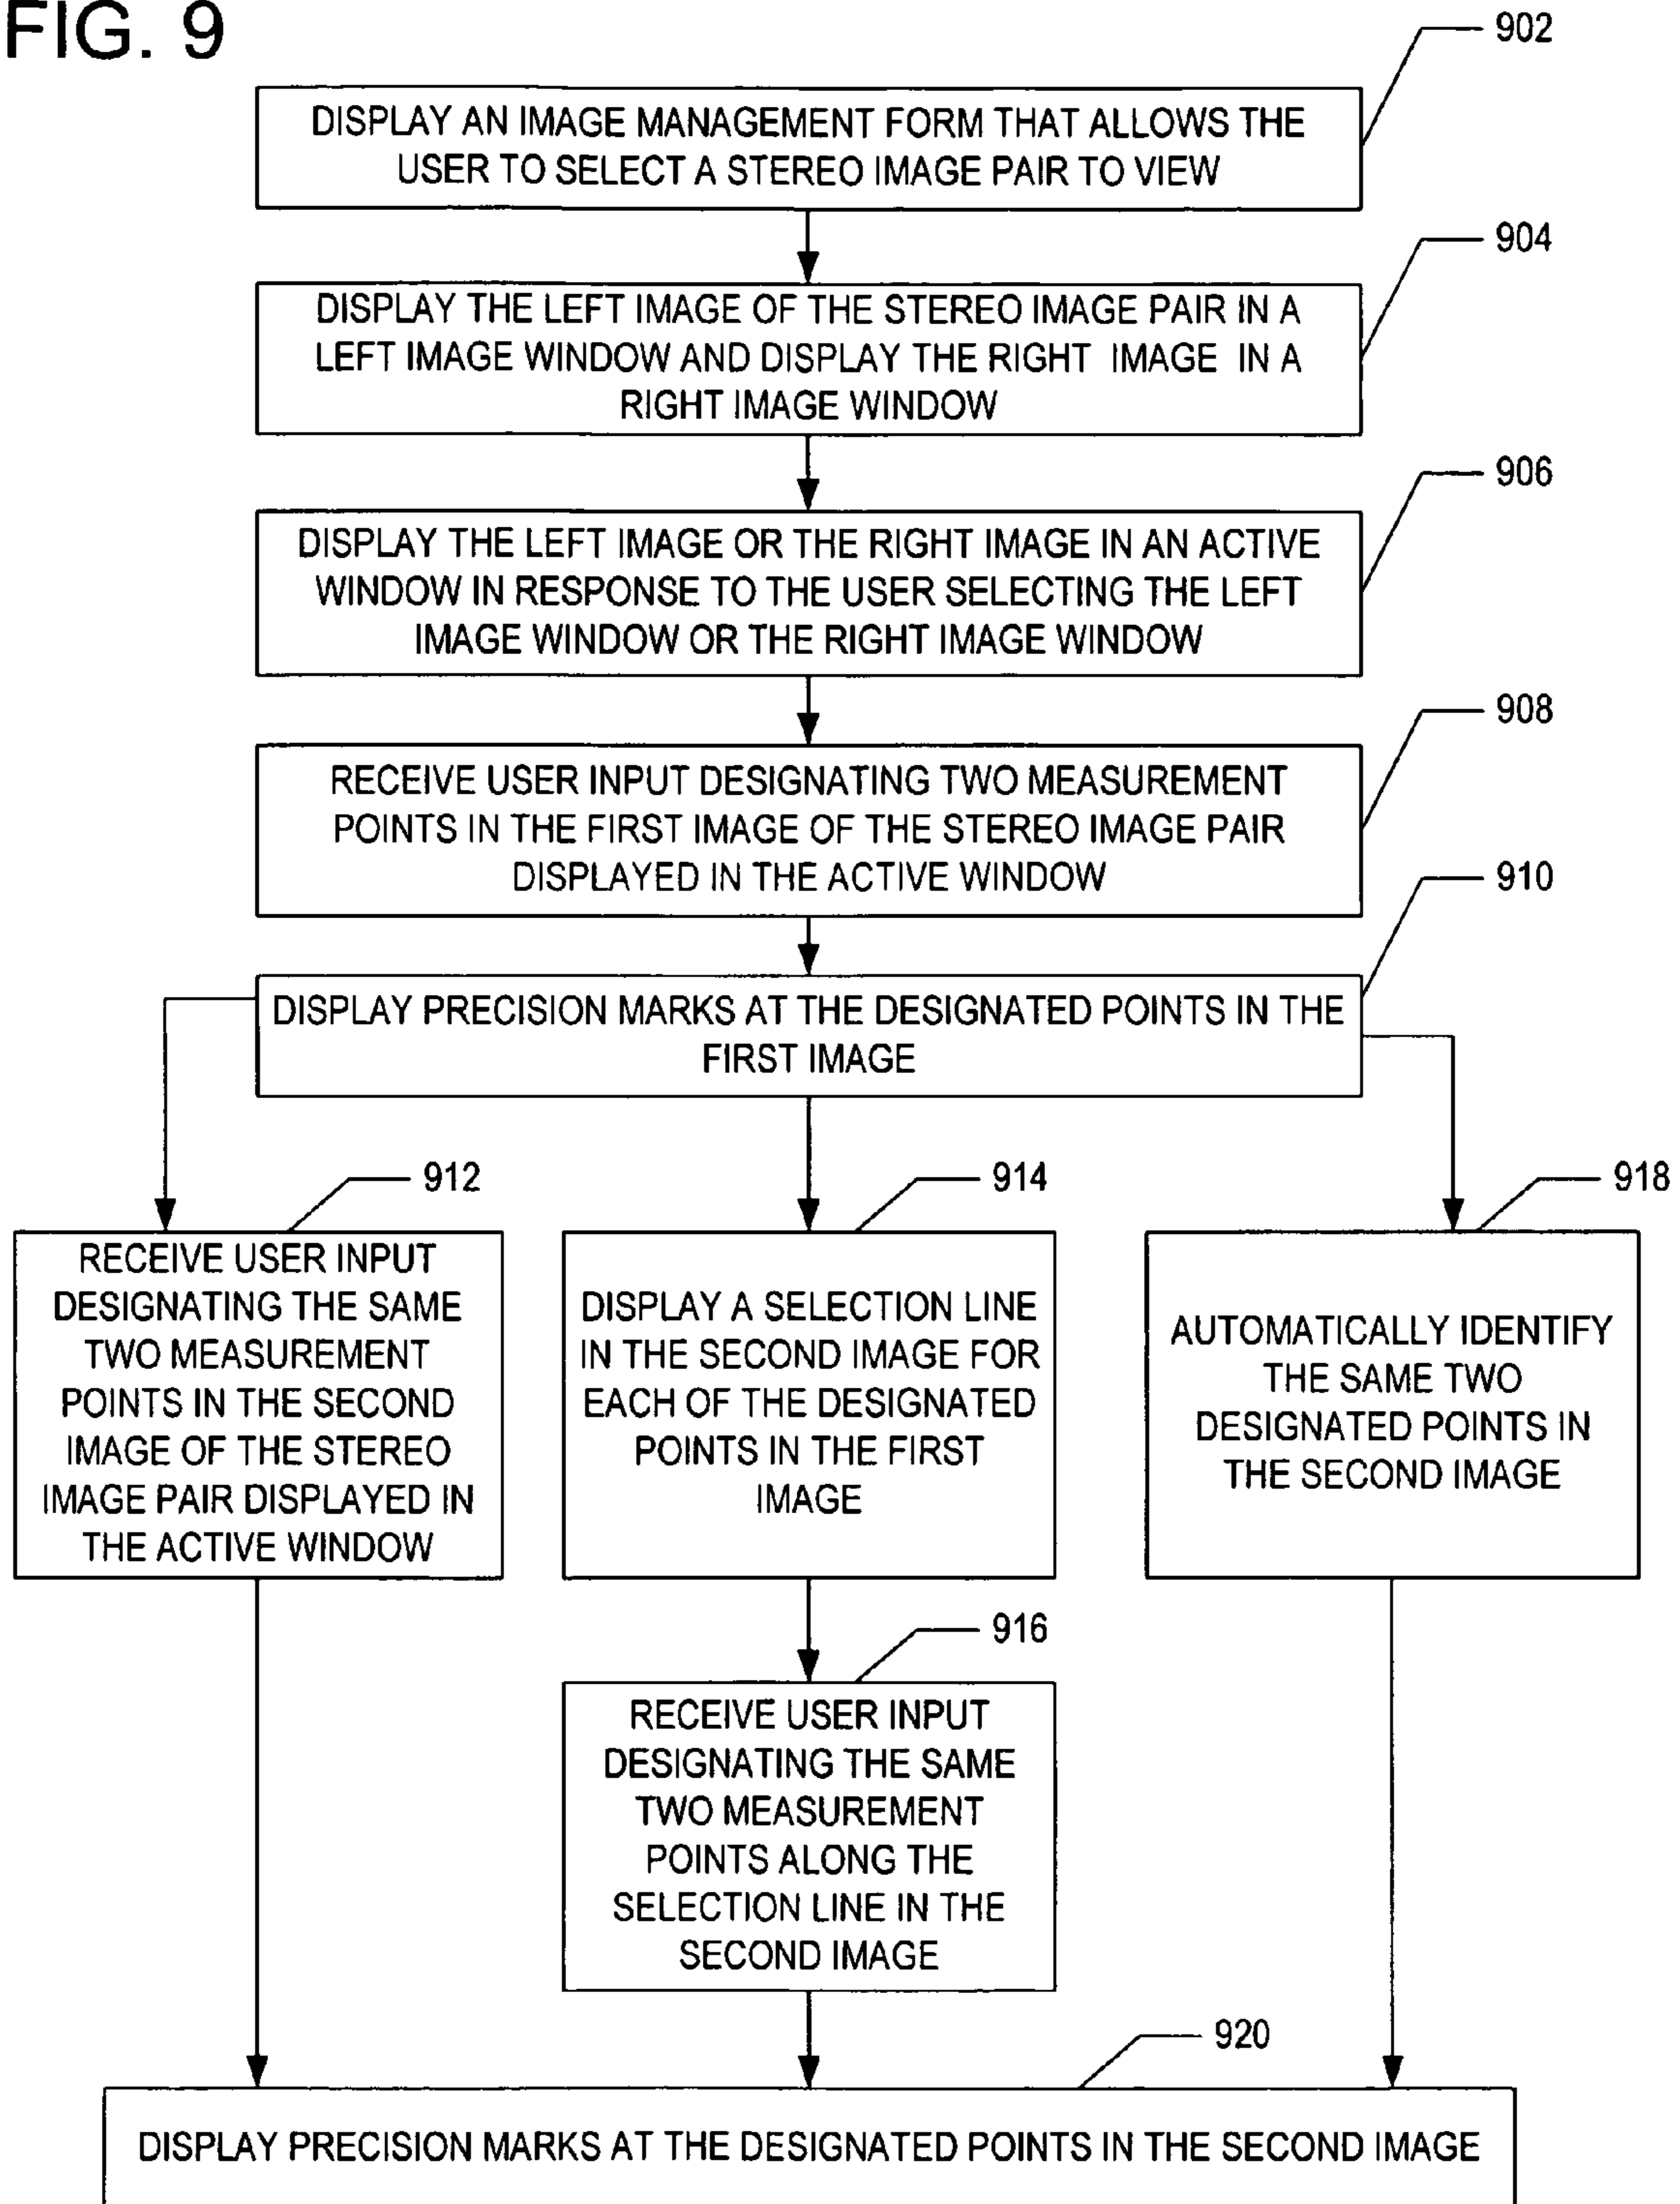 FIG. 9
902
DISPLAY AN IMAGE MANAGEMENT FORM THAT ALLOWS THE
USER TO SELECT A STEREO IMAGE PAIR TO VIEW
904
DISPLAY THE LEFT IMAGE OF THE STEREO IMAGE PAIR IN A
LEFT IMAGE WINDOW AND DISPLAY THE RIGHT IMAGE IN A
RIGHT IMAGE WINDOW
906
DISPLAY THE LEFT IMAGE OR THE RIGHT IMAGE IN AN ACTIVE
WINDOW IN RESPONSE TO THE USER SELECTING THE LEFT
IMAGE WINDOW OR THE RIGHT IMAGE WINDOW
908
RECEIVE USER INPUT DESIGNATING TWO MEASUREMENT
POINTS IN THE FIRST IMAGE OF THE STEREO IMAGE PAIR
DISPLAYED IN THE ACTIVE WINDOW
910
DISPLAY PRECISION MARKS AT THE DESIGNATED POINTS IN THE
FIRST IMAGE
912
RECEIVE USER INPUT
DESIGNATING THE SAME
TWO MEASUREMENT
POINTS IN THE SECOND
IMAGE OF THE STEREO
IMAGE PAIR DISPLAYED IN
THE ACTIVE WINDOW
914
DISPLAY A SELECTION LINE
IN THE SECOND IMAGE FOR
EACH OF THE DESIGNATED
POINTS IN THE FIRST
IMAGE
918
AUTOMATICALLY IDENTIFY
THE SAME TWO
DESIGNATED POINTS IN
THE SECOND IMAGE
916
RECEIVE USER INPUT
DESIGNATING THE SAME
TWO MEASUREMENT
POINTS ALONG THE
SELECTION LINE IN THE
SECOND IMAGE
920
DISPLAY PRECISION MARKS AT THE DESIGNATED POINTS IN THE SECOND IMAGE